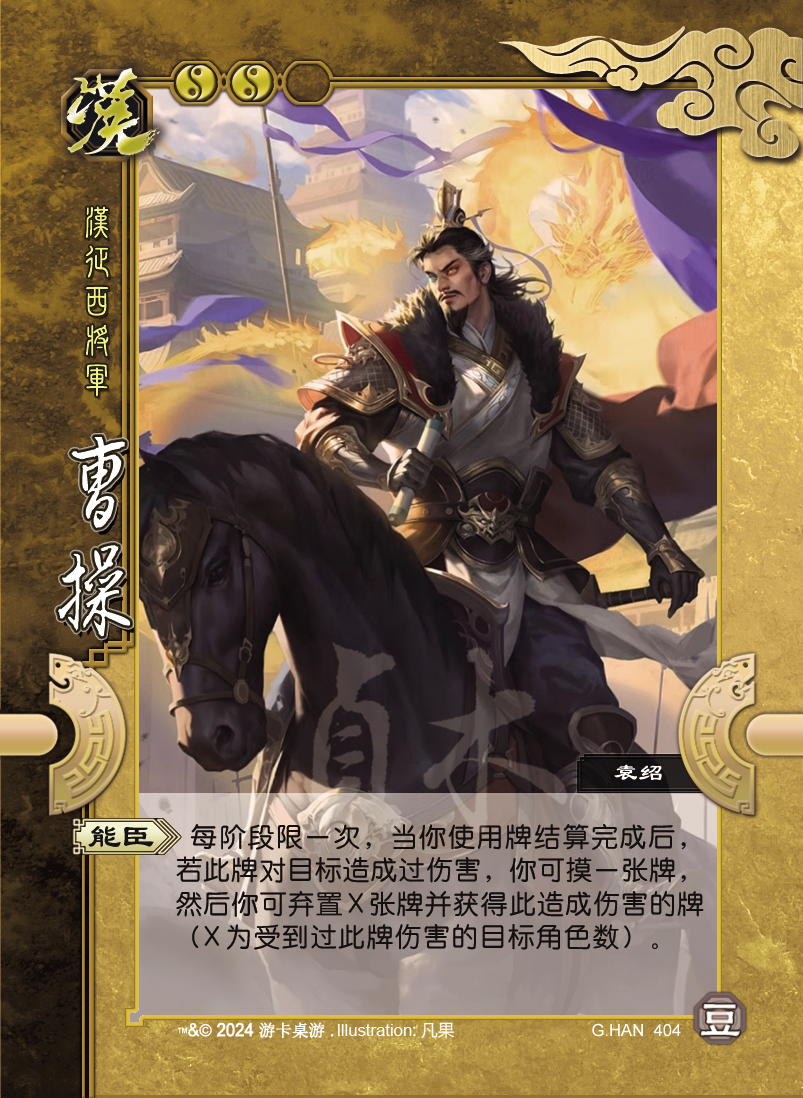 漢
漢征西將軍
曹操
貞木
袁绍
能臣
每阶段限一次，当你使用牌结算完成后，
若此牌对目标造成过伤害，你可摸一张牌，
然后你可弃置X张牌并获得此造成伤害的牌
（X为受到过此牌伤害的目标角色数）。
™&© 2024 游卡桌游 . Illustration: 凡果
G.HAN 404
豆